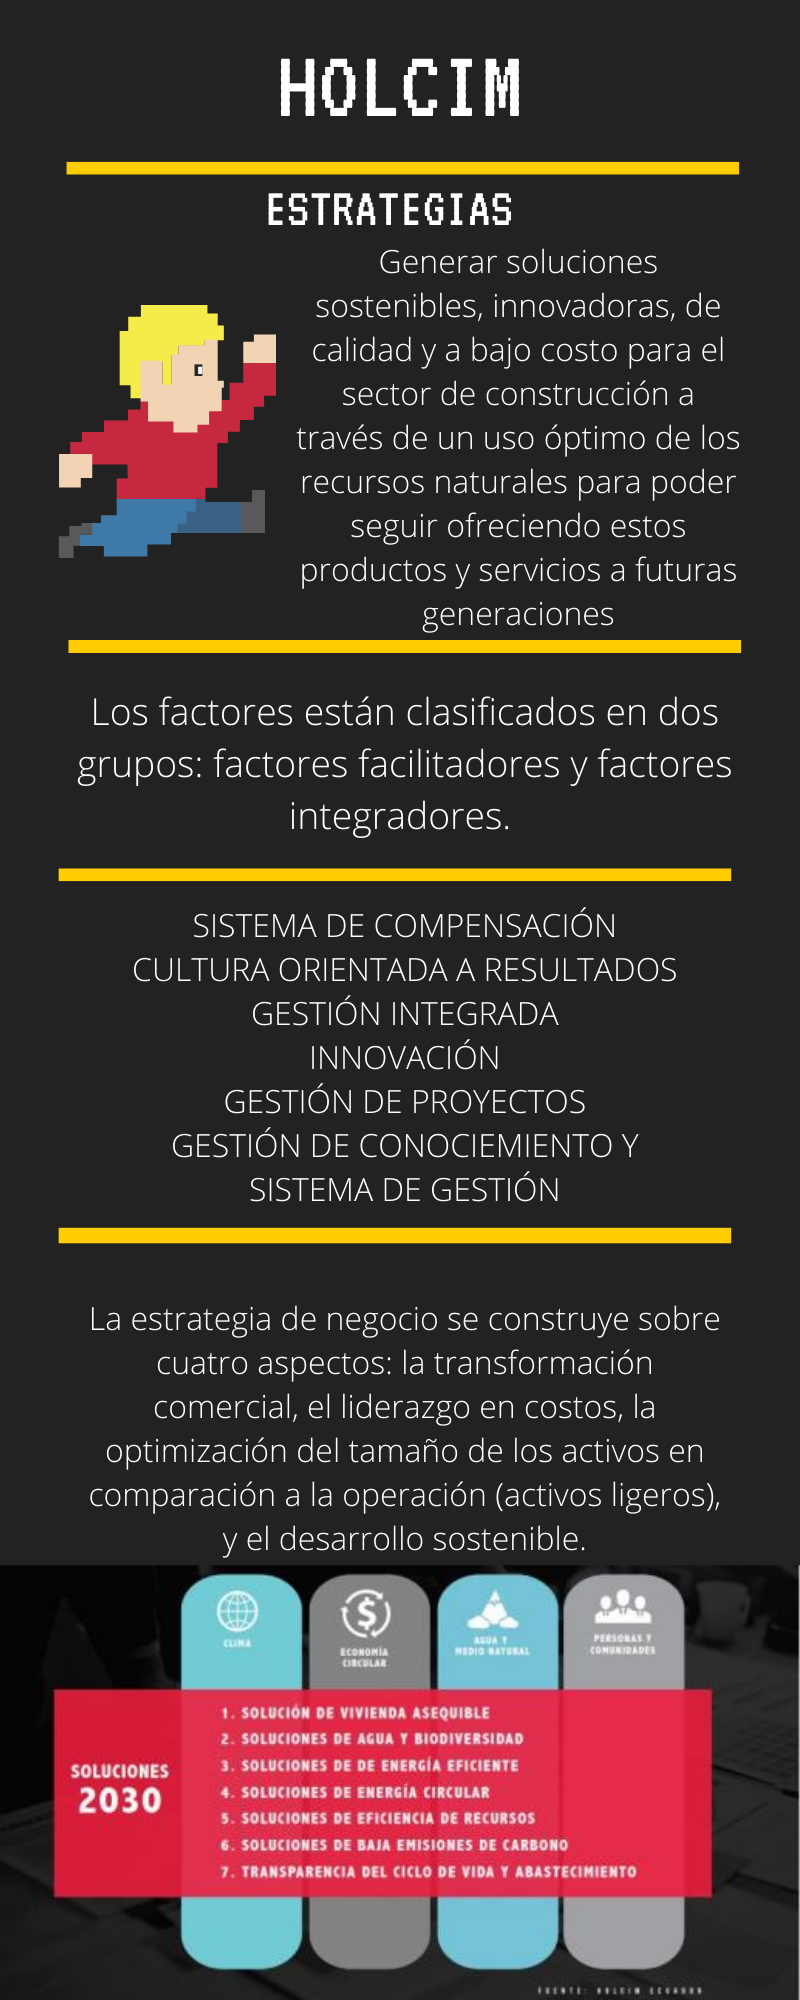 HOLCIM
ESTRATEGIAS
Generar soluciones
sostenibles, innovadoras, de
calidad y a bajo costo para el
sector de construcción a
través de un uso óptimo de los
recursos naturales para poder
seguir ofreciendo estos
productos y servicios a futuras
generaciones
Los factores están clasificados en dos
grupos: factores facilitadores y factores
integradores.
SISTEMA DE COMPENSACIÓN
CULTURA ORIENTADA A RESULTADOS
GESTIÓN INTEGRADA
INNOVACIÓN
GESTIÓN DE PROYECTOS
GESTIÓN DE CONOCIEMIENTO Y
SISTEMA DE GESTIÓN
La estrategia de negocio se construye sobre
cuatro aspectos: la transformación
comercial, el liderazgo en costos, la
optimización del tamaño de los activos en
comparación a la operación (activos ligeros),
y el desarrollo sostenible.
CLIMA
ECONOMÍA
CIRCULAR
AGUA Y
MEDIO NATURAL
PERSONAS Y
COMUNIDADES
SOLUCIONES
2030
1. SOLUCIÓN DE VIVIENDA ASEQUIBLE
2. SOLUCIONES DE AGUA Y BIODIVERSIDAD
3. SOLUCIONES DE DE ENERGÍA EFICIENTE
4. SOLUCIONES DE ENERGÍA CIRCULAR
5. SOLUCIONES DE EFICIENCIA DE RECURSOS
6. SOLUCIONES DE BAJA EMISIONES DE CARBONO
7. TRANSPARENCIA DEL CICLO DE VIDA Y ABASTECIMIENTO
FUENTE: HOLCIM ECUADOR